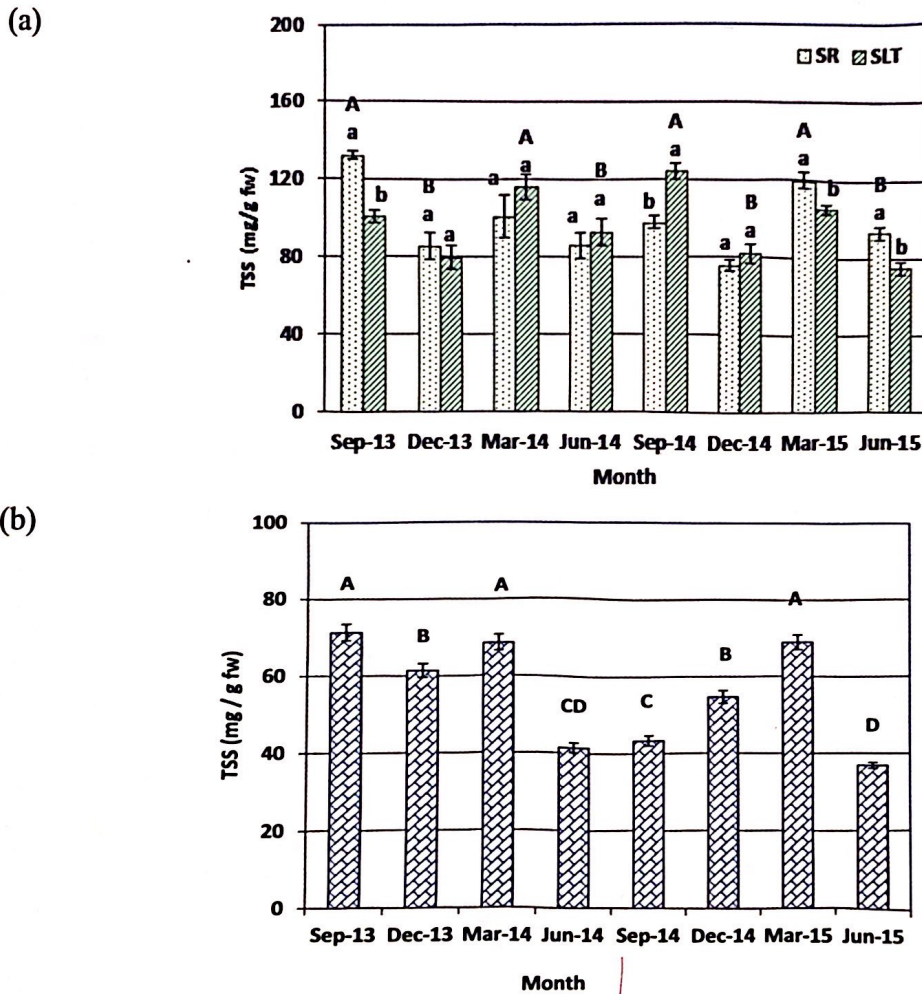 (a)
200
160
120
80
40
0
TSS (mg/g fw)
SR SLT
A
a
b
B
a
a
A
a
a
B
a
a
A
b
a
B
a
a
A
a
b
B
a
b
Sep-13 Dec-13 Mar-14 Jun-14 Sep-14 Dec-14 Mar-15 Jun-15
Month
(b)
100
80
60
40
20
0
TSS (mg / g fw)
A
B
A
CD
C
B
A
D
Sep-13 Dec-13 Mar-14 Jun-14 Sep-14 Dec-14 Mar-15 Jun-15
Month